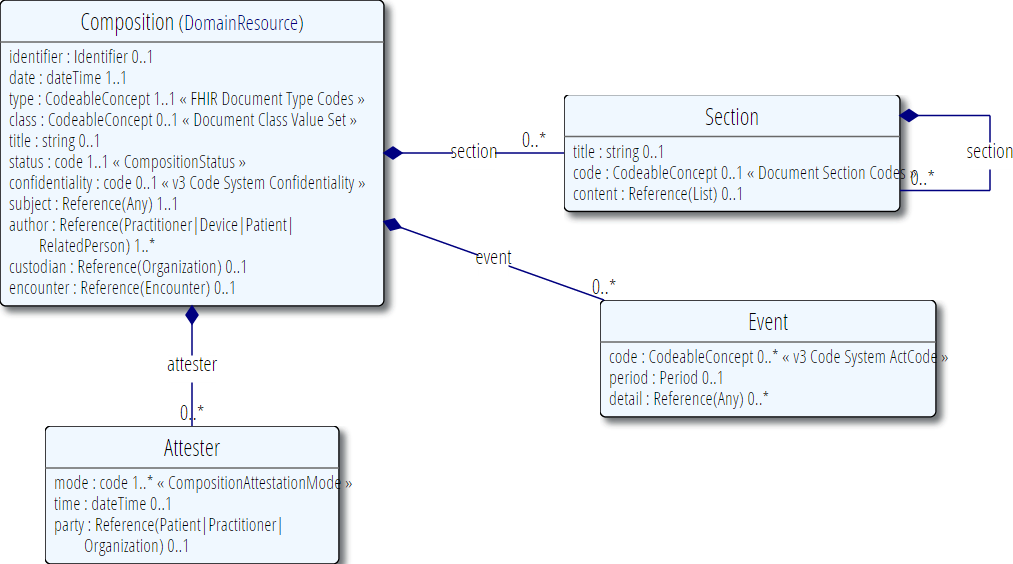 Composition (DomainResource)
identifier : Identifier 0..1
date : dateTime 1..1
type : CodeableConcept 1..1 « FHIR Document Type Codes »
class : CodeableConcept 0..1 « Document Class Value Set »
title : string 0..1
status : code 1..1 « CompositionStatus »
confidentiality : code 0..1 « v3 Code System Confidentiality »
subject : Reference(Any) 1..1
author : Reference(Practitioner|Device|Patient|
RelatedPerson) 1..*
custodian : Reference(Organization) 0..1
encounter : Reference(Encounter) 0..1
section
0..*
Section
title : string 0..1
code : CodeableConcept 0..1 « Document Section Codes »
content : Reference(List) 0..1
section
0..*
event
0..*
Event
code : CodeableConcept 0..* « v3 Code System ActCode »
period : Period 0..1
detail : Reference(Any) 0..*
attester
0..*
Attester
mode : code 1..* « CompositionAttestationMode »
time : dateTime 0..1
party : Reference(Patient|Practitioner|
Organization) 0..1